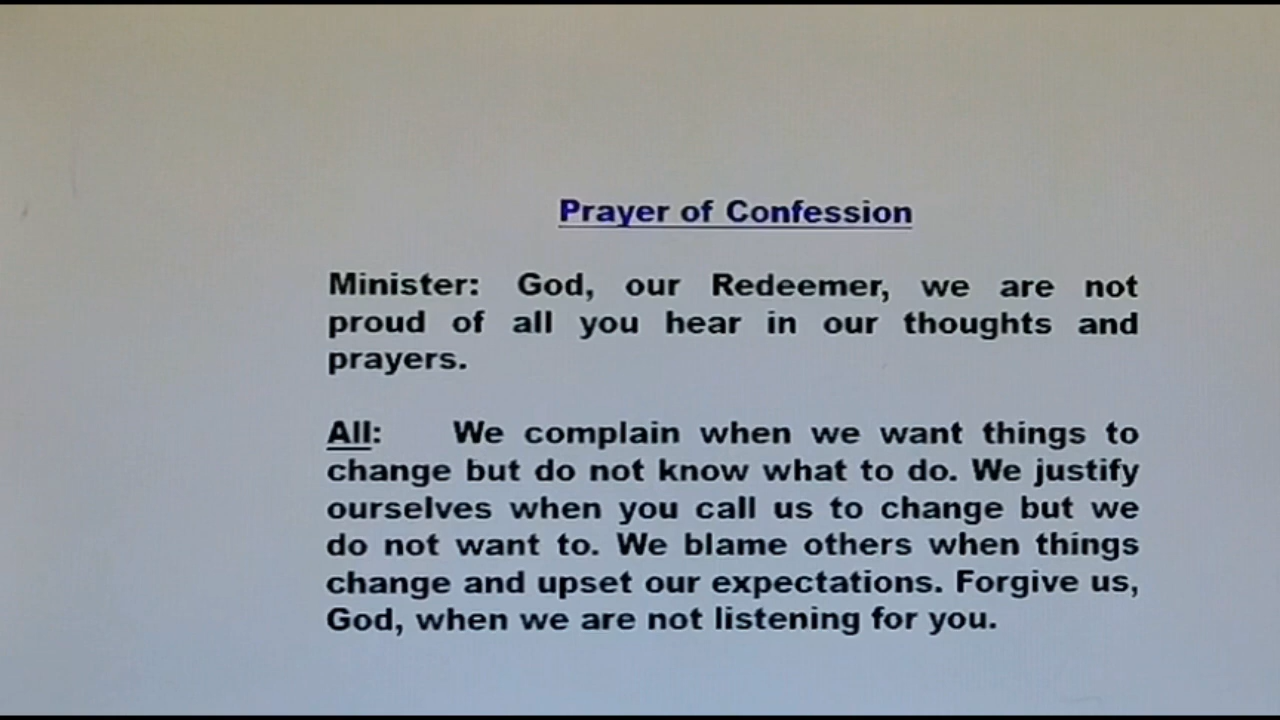 Prayer of Confession
Minister: God, our Redeemer, we are not
proud of all you hear in our thoughts and
prayers.
All: We complain when we want things to
change but do not know what to do. We justify
ourselves when you call us to change but we
do not want to. We blame others when things
change and upset our expectations. Forgive us,
God, when we are not listening for you.